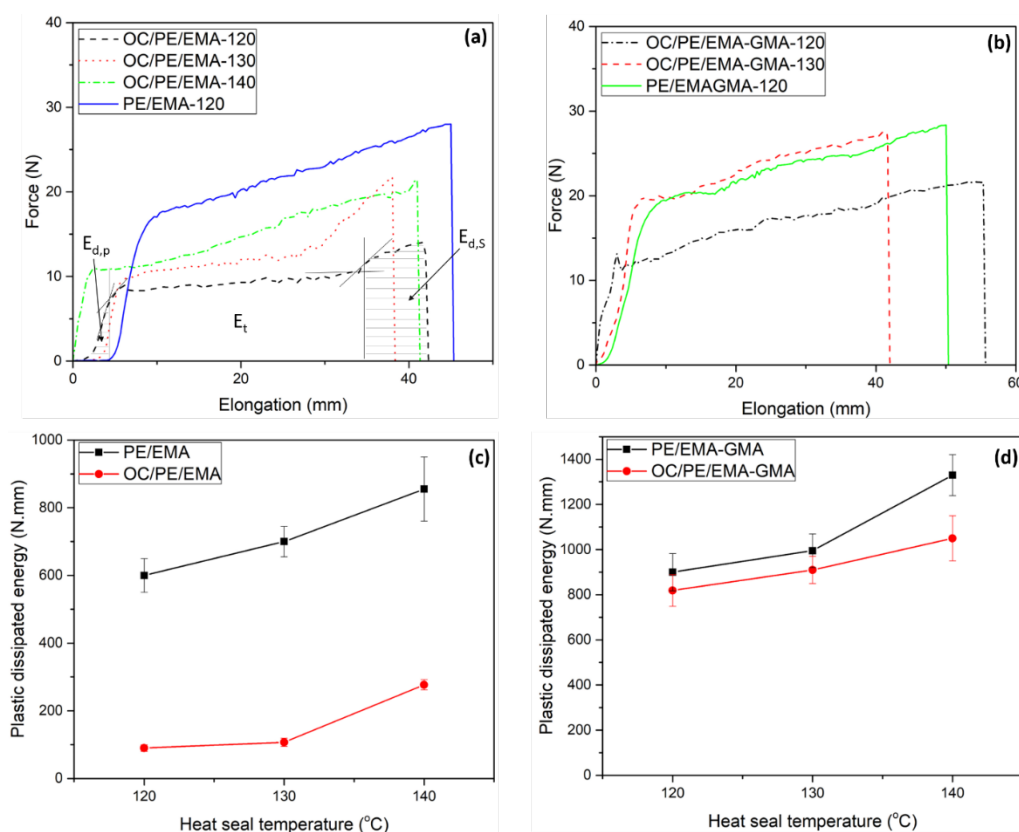 (a)
OC/PE/EMA-120
OC/PE/EMA-130
OC/PE/EMA-140
PE/EMA-120
40
30
20
10
0
Force (N)
E_d,p
E_t
E_d,S
0 20 40
Elongation (mm)
(b)
OC/PE/EMA-GMA-120
OC/PE/EMA-GMA-130
PE/EMAGMA-120
40
30
20
10
0
Force (N)
0 20 40 60
Elongation (mm)
(c)
PE/EMA
OC/PE/EMA
1000
800
600
400
200
0
Plastic dissipated energy (N.mm)
120 130 140
Heat seal temperature (°C)
(d)
PE/EMA-GMA
OC/PE/EMA-GMA
1400
1200
1000
800
600
400
200
0
Plastic dissipated energy (N.mm)
120 130 140
Heat seal temperature (°C)